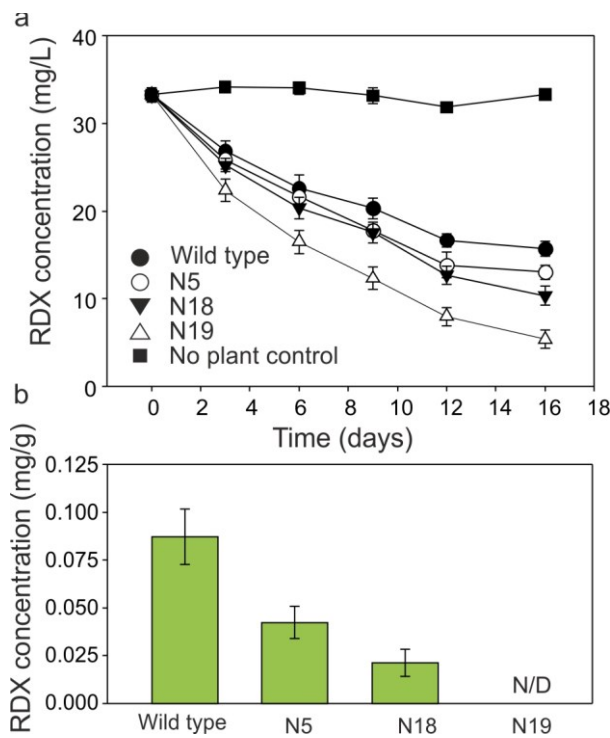 a
RDX concentration (mg/L)
40
30
20
10
0
Wild type
N5
N18
N19
No plant control
0 2 4 6 8 10 12 14 16 18
Time (days)
b
RDX concentration (mg/g)
0.125
0.100
0.075
0.050
0.025
0.000
N/D
Wild type N5 N18 N19